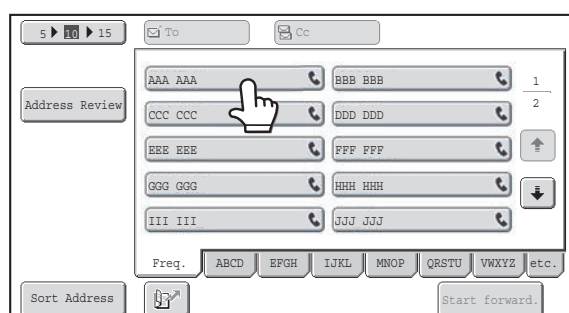 5 10 15 To Cc
AAA AAA BBB BBB 1
Address Review CCC CCC DDD DDD 2
EEE EEE FFF FFF
GGG GGG HHH HHH
III III JJJ JJJ
Freq. ABCD EFGH IJKL MNOP QRSTU VWXYZ etc.
Sort Address Start forward.